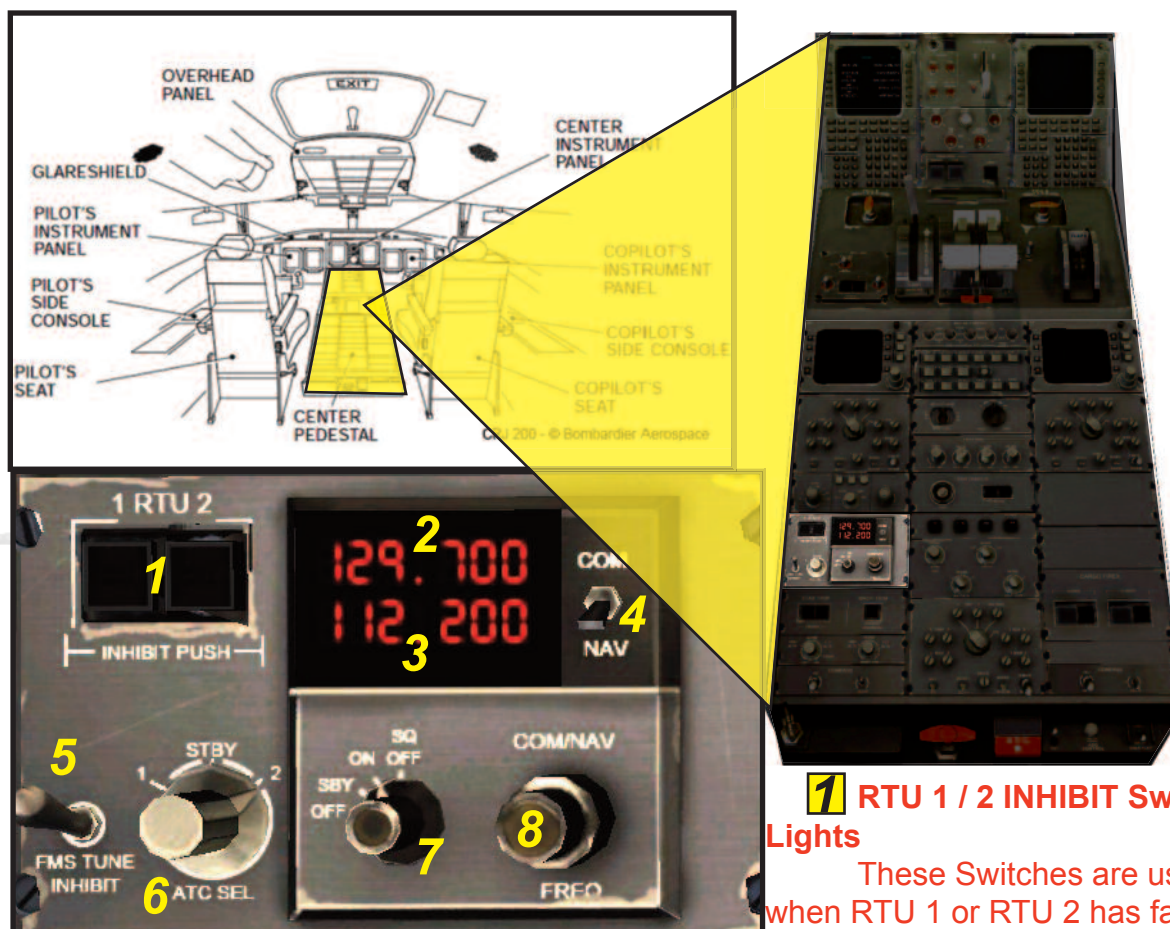 OVERHEAD
PANEL
EXIT
CENTER
INSTRUMENT
PANEL
GLARESHIELD
PILOT'S
INSTRUMENT
PANEL
COPILOT'S
INSTRUMENT
PANEL
PILOT'S
SIDE
CONSOLE
COPILOT'S
SIDE CONSOLE
PILOT'S
SEAT
COPILOT'S
SEAT
CENTER
PEDESTAL
CRJ 200 - © Bombardier Aerospace
1 RTU 2
1
INHIBIT PUSH
2
129.700
112.200
3
COM
4
NAV
5
FMS TUNE
INHIBIT
STBY
1 2
6
ATC SEL
SQ
ON OFF
SBY
OFF
7
COM/NAV
8
FREQ
129.700
112.200
1 RTU 1 / 2 INHIBIT Sw
Lights
These Switches are us
when RTU 1 or RTU 2 has fa